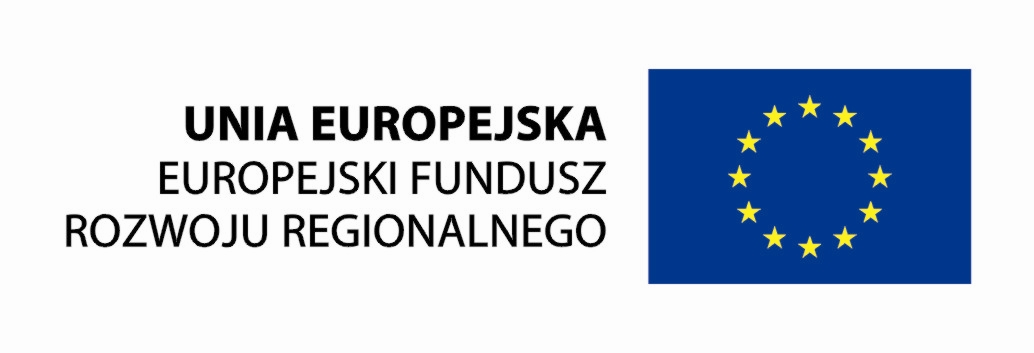 UNIA EUROPEJSKA
EUROPEJSKI FUNDUSZ
ROZWOJU REGIONALNEGO